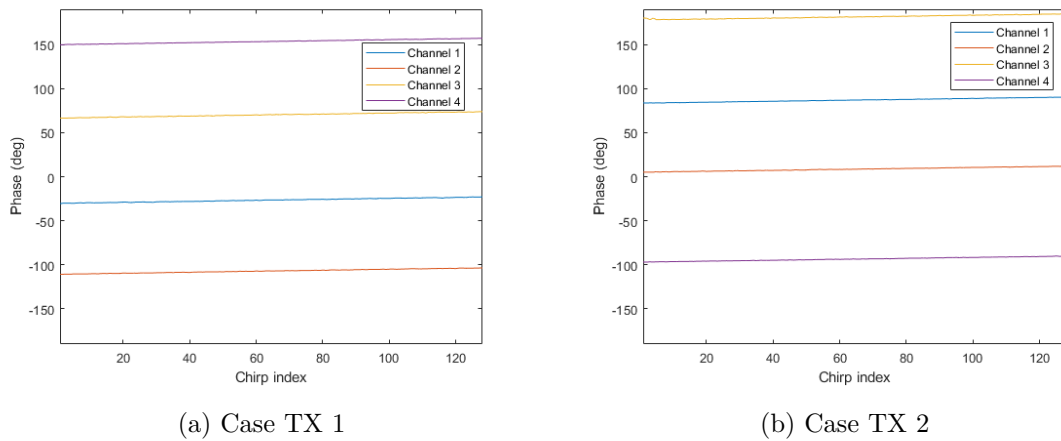 150
100
50
0
-50
-100
-150
Phase (deg)
20
40
60
80
100
120
Chirp index
Channel 1
Channel 2
Channel 3
Channel 4
(a) Case TX 1
150
100
50
0
-50
-100
-150
Phase (deg)
20
40
60
80
100
120
Chirp index
Channel 1
Channel 2
Channel 3
Channel 4
(b) Case TX 2